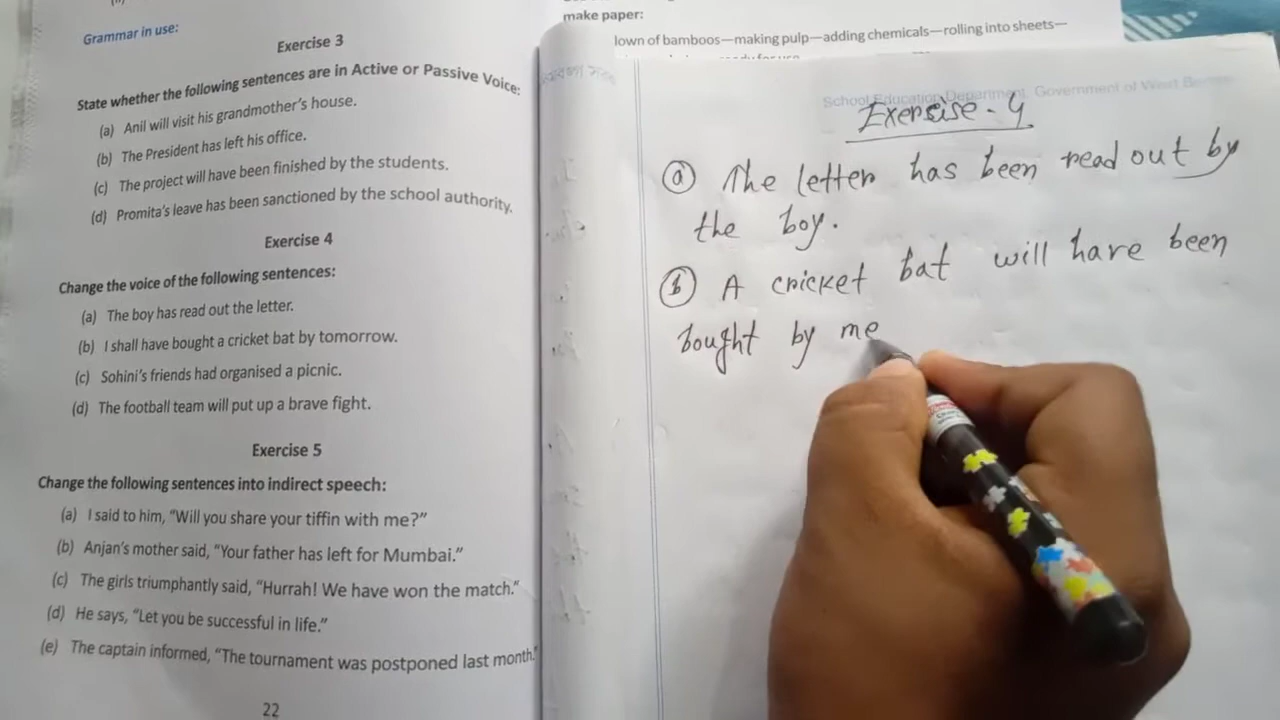 make paper:
lown of bamboos—making pulp—adding chemicals—rolling into sheets—
Grammar in use:
Exercise 3
State whether the following sentences are in Active or Passive Voice:
(a) Anil will visit his grandmother's house.
(b) The President has left his office.
(c) The project will have been finished by the students.
(d) Promita's leave has been sanctioned by the school authority.
Exercise 4
Change the voice of the following sentences:
(a) The boy has read out the letter.
(b) I shall have bought a cricket bat by tomorrow.
(c) Sohini's friends had organised a picnic.
(d) The football team will put up a brave fight.
Exercise 5
Change the following sentences into indirect speech:
(a) I said to him, “Will you share your tiffin with me?”
(b) Anjan's mother said, “Your father has left for Mumbai.”
(c) The girls triumphantly said, “Hurrah! We have won the match.”
(d) He says, “Let you be successful in life.”
(e) The captain informed, “The tournament was postponed last month.”
22
School Education Department, Government of West
Exercise - 4
(a) The letter has been read out by
the boy.
(b) A cricket bat will have been
bought by me